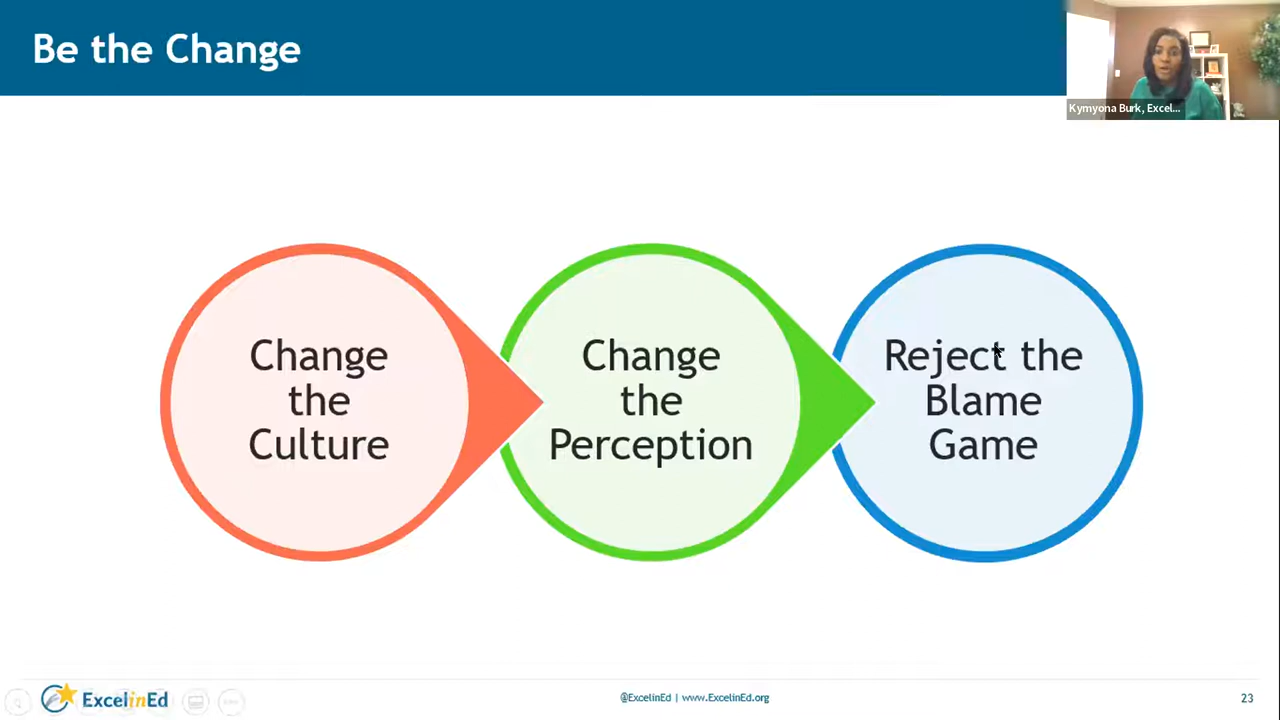 Be the Change
Kymyona Burk, Excel...
Change
the
Culture
Change
the
Perception
Reject the
Blame
Game
ExcelinEd
@ExcelinEd | www.ExcelinEd.org
23